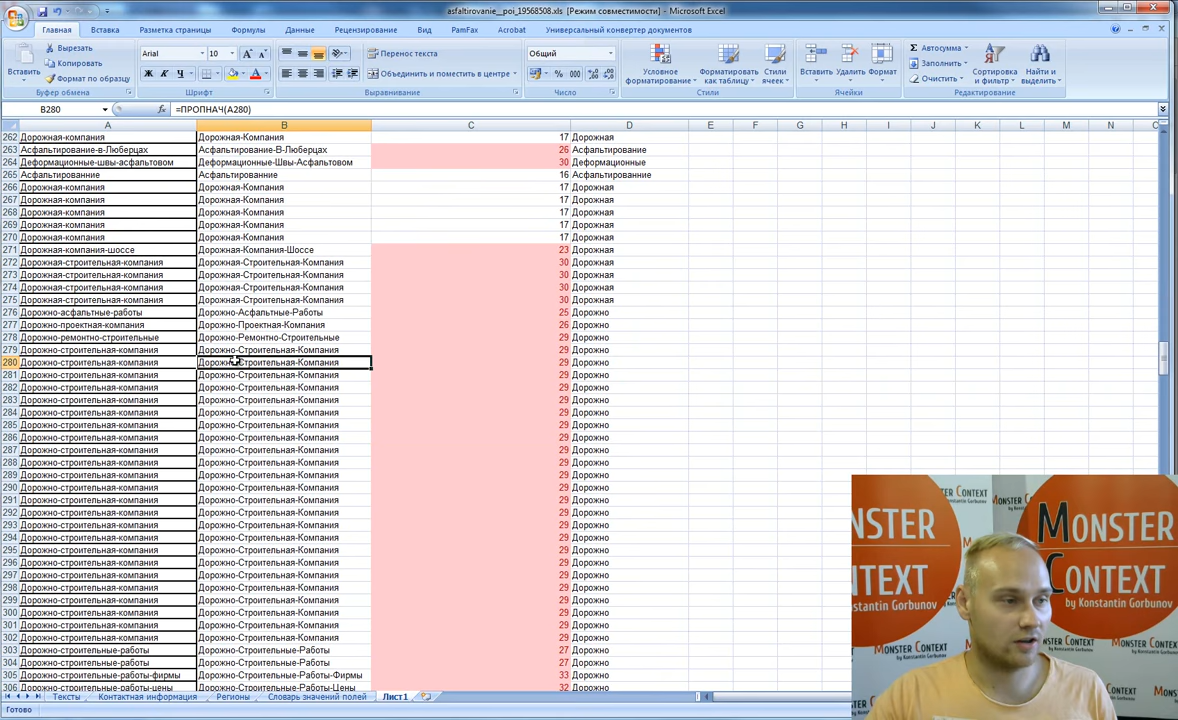 asfaltirovanie__poi_19568508.xls [Режим совместимости] - Microsoft Excel
Главная Вставка Разметка страницы Формулы Данные Рецензирование Вид PamFax Acrobat Универсальный конвертер документов
Вырезать Arial 10 Перенос текста Общий Автосумма
Вставить Копировать Условное форматирование Форматировать как таблицу Стили ячеек Вставить Удалить Формат Заполнить Сортировка и фильтр Найти и выделить
Формат по образцу Ж К Ч Объединить и поместить в центре Очистить
Буфер обмена Шрифт Выравнивание Число Стили Ячейки Редактирование
B280 fx =ПРОПНАЧ(A280)
A B C D E F G H I J K L M N
262 Дорожная-компания Дорожная-Компания 17 Дорожная
263 Асфальтирование-в-Люберцах Асфальтирование-В-Люберцах 26 Асфальтирование
264 Деформационные-швы-асфальтовом Деформационные-Швы-Асфальтовом 30 Деформационные
265 Асфальтированние Асфальтированние 16 Асфальтированние
266 Дорожная-компания Дорожная-Компания 17 Дорожная
267 Дорожная-компания Дорожная-Компания 17 Дорожная
268 Дорожная-компания Дорожная-Компания 17 Дорожная
269 Дорожная-компания Дорожная-Компания 17 Дорожная
270 Дорожная-компания Дорожная-Компания 17 Дорожная
271 Дорожная-компания-шоссе Дорожная-Компания-Шоссе 23 Дорожная
272 Дорожная-строительная-компания Дорожная-Строительная-Компания 30 Дорожная
273 Дорожная-строительная-компания Дорожная-Строительная-Компания 30 Дорожная
274 Дорожная-строительная-компания Дорожная-Строительная-Компания 30 Дорожная
275 Дорожная-строительная-компания Дорожная-Строительная-Компания 30 Дорожная
276 Дорожно-асфальтные-работы Дорожно-Асфальтные-Работы 25 Дорожно
277 Дорожно-проектная-компания Дорожно-Проектная-Компания 26 Дорожно
278 Дорожно-ремонтно-строительные Дорожно-Ремонтно-Строительные 29 Дорожно
279 Дорожно-строительная-компания Дорожно-Строительная-Компания 29 Дорожно
280 Дорожно-строительная-компания Дорожно-Строительная-Компания 29 Дорожно
281 Дорожно-строительная-компания Дорожно-Строительная-Компания 29 Дорожно
282 Дорожно-строительная-компания Дорожно-Строительная-Компания 29 Дорожно
283 Дорожно-строительная-компания Дорожно-Строительная-Компания 29 Дорожно
284 Дорожно-строительная-компания Дорожно-Строительная-Компания 29 Дорожно
285 Дорожно-строительная-компания Дорожно-Строительная-Компания 29 Дорожно
286 Дорожно-строительная-компания Дорожно-Строительная-Компания 29 Дорожно
287 Дорожно-строительная-компания Дорожно-Строительная-Компания 29 Дорожно
288 Дорожно-строительная-компания Дорожно-Строительная-Компания 29 Дорожно
289 Дорожно-строительная-компания Дорожно-Строительная-Компания 29 Дорожно
290 Дорожно-строительная-компания Дорожно-Строительная-Компания 29 Дорожно
291 Дорожно-строительная-компания Дорожно-Строительная-Компания 29 Дорожно
292 Дорожно-строительная-компания Дорожно-Строительная-Компания 29 Дорожно
293 Дорожно-строительная-компания Дорожно-Строительная-Компания 29 Дорожно
294 Дорожно-строительная-компания Дорожно-Строительная-Компания 29 Дорожно
295 Дорожно-строительная-компания Дорожно-Строительная-Компания 29 Дорожно
296 Дорожно-строительная-компания Дорожно-Строительная-Компания 29 Дорожно
297 Дорожно-строительная-компания Дорожно-Строительная-Компания 29 Дорожно
298 Дорожно-строительная-компания Дорожно-Строительная-Компания 29 Дорожно
299 Дорожно-строительная-компания Дорожно-Строительная-Компания 29 Дорожно
300 Дорожно-строительная-компания Дорожно-Строительная-Компания 29 Дорожно
301 Дорожно-строительная-компания Дорожно-Строительная-Компания 29 Дорожно
302 Дорожно-строительная-компания Дорожно-Строительная-Компания 29 Дорожно
303 Дорожно-строительные-работы Дорожно-Строительные-Работы 27 Дорожно
304 Дорожно-строительные-работы Дорожно-Строительные-Работы 27 Дорожно
305 Дорожно-строительные-работы-фирмы Дорожно-Строительные-Работы-Фирмы 33 Дорожно
306 Дорожно-строительные-работы-цены Дорожно-Строительные-Работы-Цены 32 Дорожно
Тексты Контактная информация Регионы Словарь значений полей Лист1
Готово
MONSTER CONTEXT
by Konstantin Gorbunov